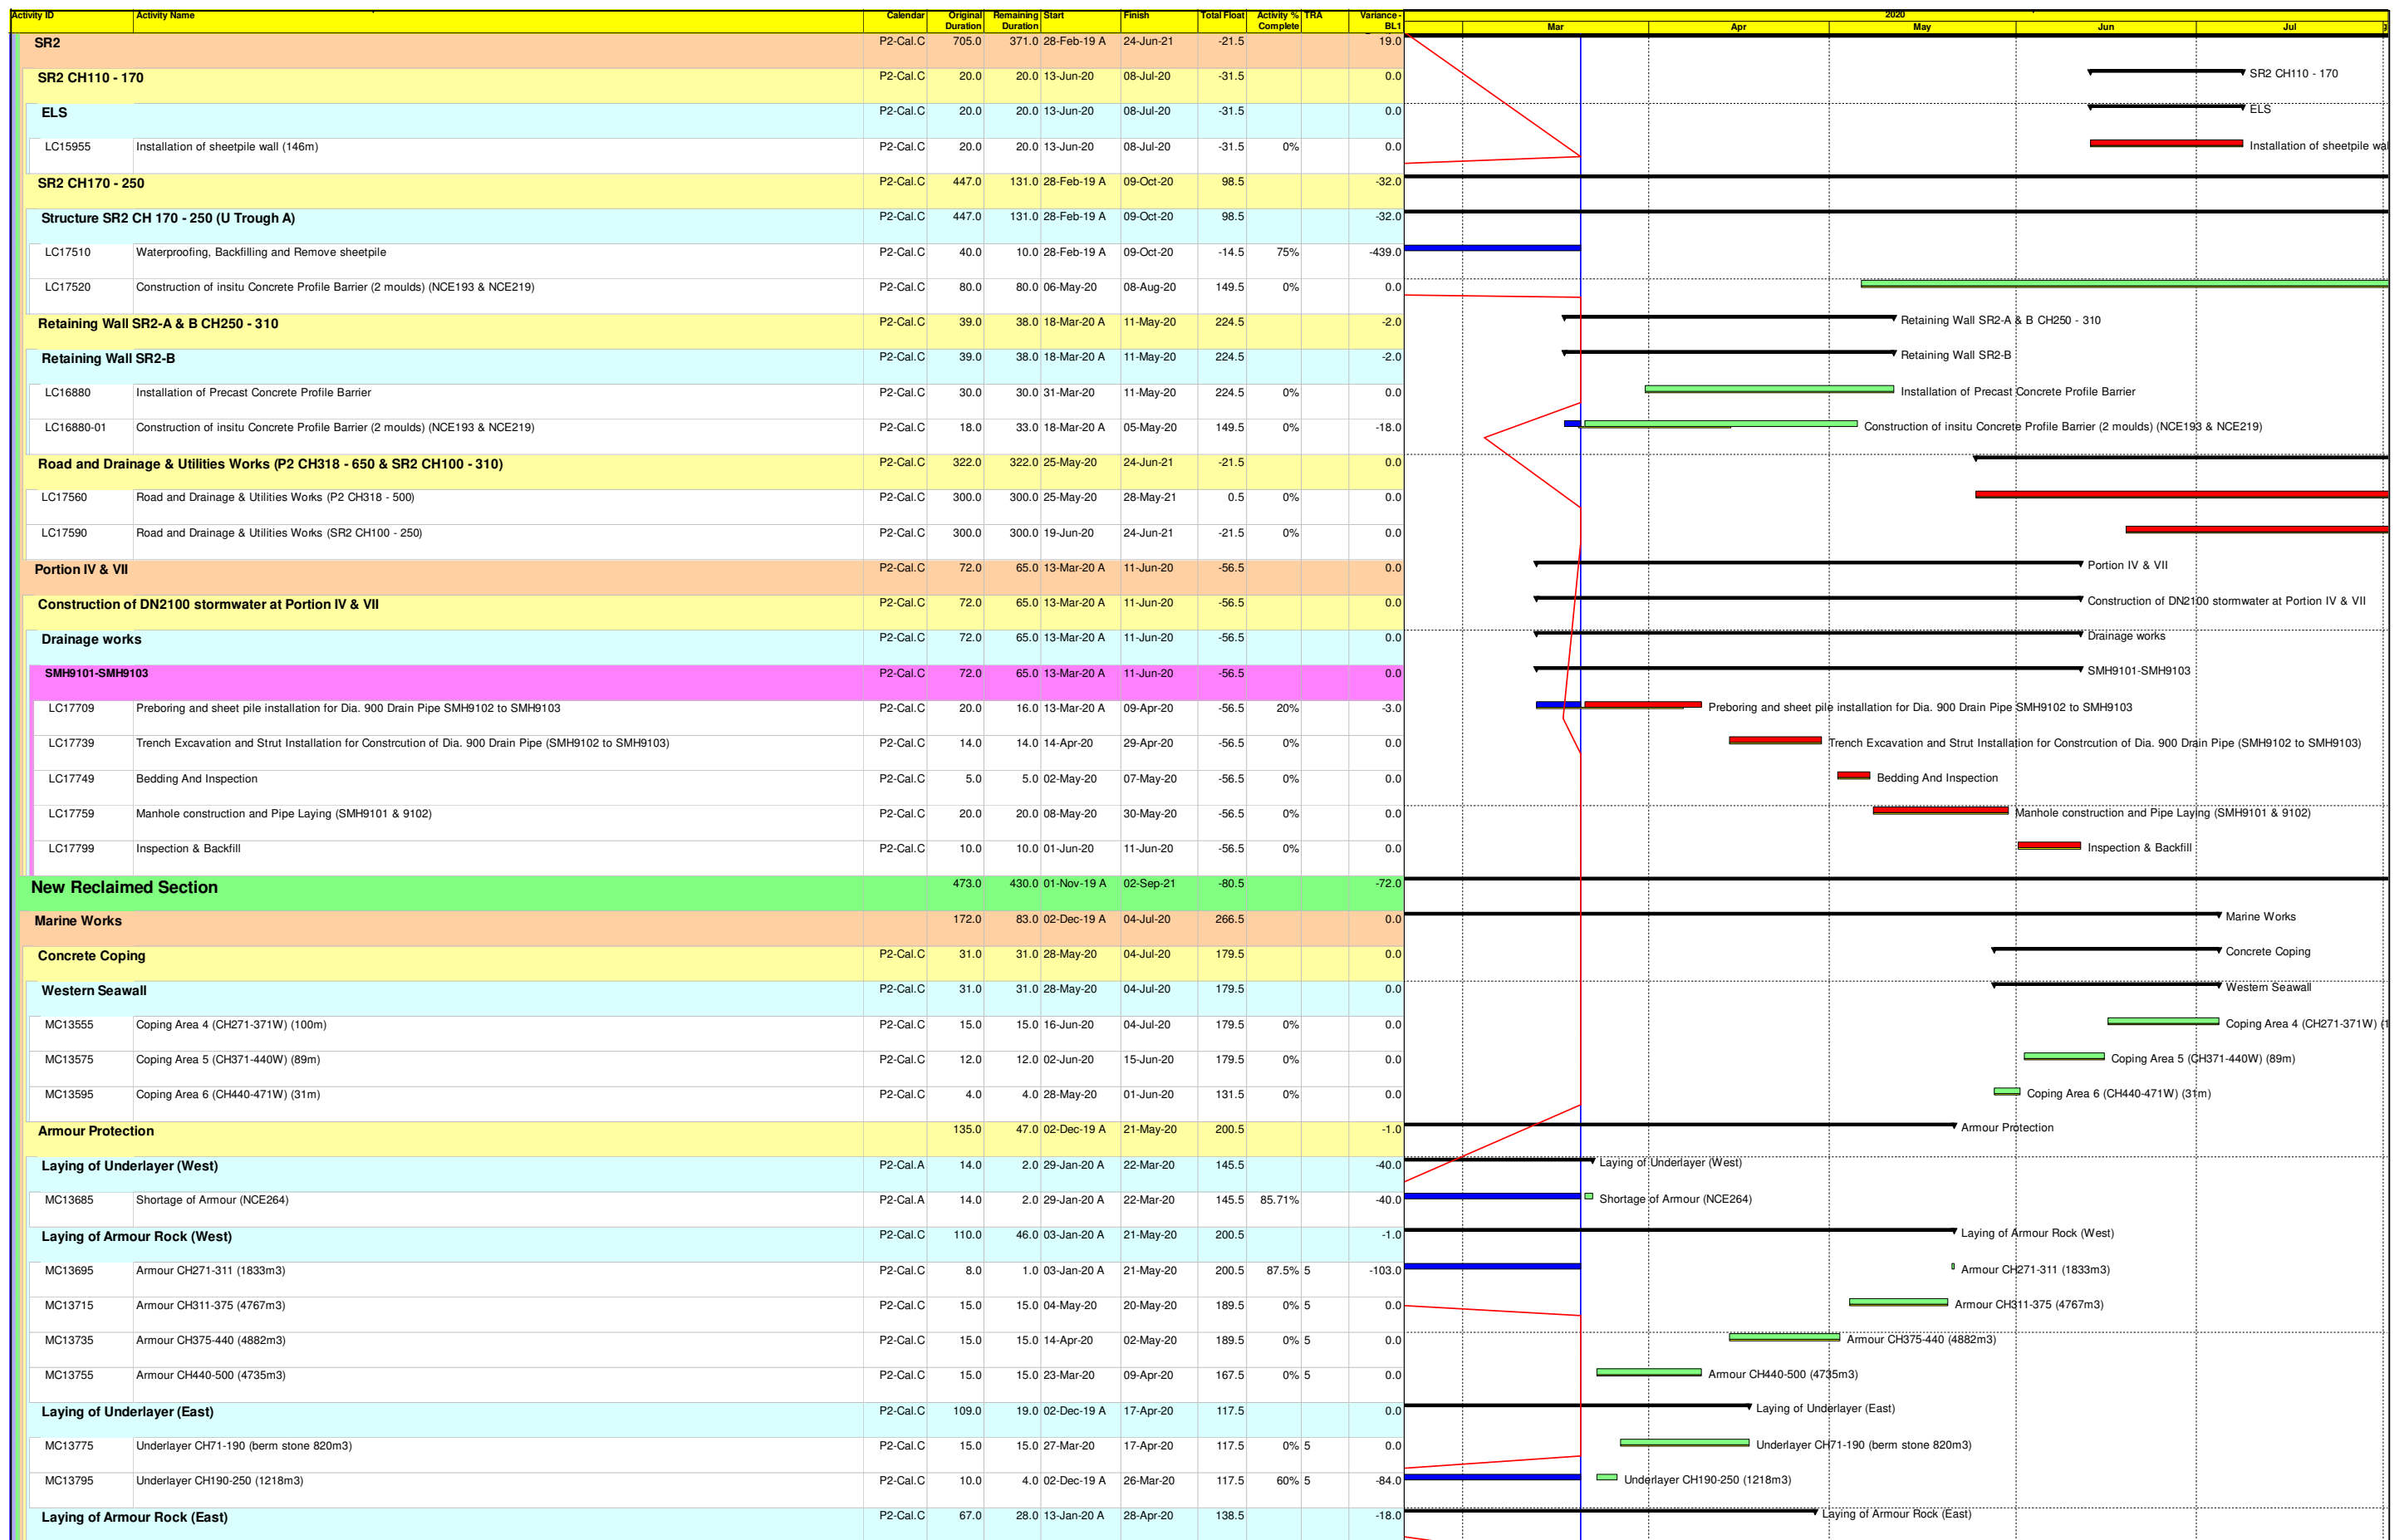 Activity ID Activity Name Calendar Original Duration Remaining Duration Start Finish Total Float Activity % Complete TRA Variance - BL1 2020
Mar Apr May Jun Jul
SR2 P2-Cal.C 705.0 371.0 28-Feb-19 A 24-Jun-21 -21.5 19.0
SR2 CH110 - 170 P2-Cal.C 20.0 20.0 13-Jun-20 08-Jul-20 -31.5 0.0 SR2 CH110 - 170
ELS P2-Cal.C 20.0 20.0 13-Jun-20 08-Jul-20 -31.5 0.0 ELS
LC15955 Installation of sheetpile wall (146m) P2-Cal.C 20.0 20.0 13-Jun-20 08-Jul-20 -31.5 0% 0.0 Installation of sheetpile wal
SR2 CH170 - 250 P2-Cal.C 447.0 131.0 28-Feb-19 A 09-Oct-20 98.5 -32.0
Structure SR2 CH 170 - 250 (U Trough A) P2-Cal.C 447.0 131.0 28-Feb-19 A 09-Oct-20 98.5 -32.0
LC17510 Waterproofing, Backfilling and Remove sheetpile P2-Cal.C 40.0 10.0 28-Feb-19 A 09-Oct-20 -14.5 75% -439.0
LC17520 Construction of insitu Concrete Profile Barrier (2 moulds) (NCE193 & NCE219) P2-Cal.C 80.0 80.0 06-May-20 08-Aug-20 149.5 0% 0.0
Retaining Wall SR2-A & B CH250 - 310 P2-Cal.C 39.0 38.0 18-Mar-20 A 11-May-20 224.5 -2.0 Retaining Wall SR2-A & B CH250 - 310
Retaining Wall SR2-B P2-Cal.C 39.0 38.0 18-Mar-20 A 11-May-20 224.5 -2.0 Retaining Wall SR2-B
LC16880 Installation of Precast Concrete Profile Barrier P2-Cal.C 30.0 30.0 31-Mar-20 11-May-20 224.5 0% 0.0 Installation of Precast Concrete Profile Barrier
LC16880-01 Construction of insitu Concrete Profile Barrier (2 moulds) (NCE193 & NCE219) P2-Cal.C 18.0 33.0 18-Mar-20 A 05-May-20 149.5 0% -18.0 Construction of insitu Concrete Profile Barrier (2 moulds) (NCE193 & NCE219)
Road and Drainage & Utilities Works (P2 CH318 - 650 & SR2 CH100 - 310) P2-Cal.C 322.0 322.0 25-May-20 24-Jun-21 -21.5 0.0
LC17560 Road and Drainage & Utilities Works (P2 CH318 - 500) P2-Cal.C 300.0 300.0 25-May-20 28-May-21 0.5 0% 0.0
LC17590 Road and Drainage & Utilities Works (SR2 CH100 - 250) P2-Cal.C 300.0 300.0 19-Jun-20 24-Jun-21 -21.5 0% 0.0
Portion IV & VII P2-Cal.C 72.0 65.0 13-Mar-20 A 11-Jun-20 -56.5 0.0 Portion IV & VII
Construction of DN2100 stormwater at Portion IV & VII P2-Cal.C 72.0 65.0 13-Mar-20 A 11-Jun-20 -56.5 0.0 Construction of DN2100 stormwater at Portion IV & VII
Drainage works P2-Cal.C 72.0 65.0 13-Mar-20 A 11-Jun-20 -56.5 0.0 Drainage works
SMH9101-SMH9103 P2-Cal.C 72.0 65.0 13-Mar-20 A 11-Jun-20 -56.5 0.0 SMH9101-SMH9103
LC17709 Preboring and sheet pile installation for Dia. 900 Drain Pipe SMH9102 to SMH9103 P2-Cal.C 20.0 16.0 13-Mar-20 A 09-Apr-20 -56.5 20% -3.0 Preboring and sheet pile installation for Dia. 900 Drain Pipe SMH9102 to SMH9103
LC17739 Trench Excavation and Strut Installation for Constrcution of Dia. 900 Drain Pipe (SMH9102 to SMH9103) P2-Cal.C 14.0 14.0 14-Apr-20 29-Apr-20 -56.5 0% 0.0 Trench Excavation and Strut Installation for Constrcution of Dia. 900 Drain Pipe (SMH9102 to SMH9103)
LC17749 Bedding And Inspection P2-Cal.C 5.0 5.0 02-May-20 07-May-20 -56.5 0% 0.0 Bedding And Inspection
LC17759 Manhole construction and Pipe Laying (SMH9101 & 9102) P2-Cal.C 20.0 20.0 08-May-20 30-May-20 -56.5 0% 0.0 Manhole construction and Pipe Laying (SMH9101 & 9102)
LC17799 Inspection & Backfill P2-Cal.C 10.0 10.0 01-Jun-20 11-Jun-20 -56.5 0% 0.0 Inspection & Backfill
New Reclaimed Section 473.0 430.0 01-Nov-19 A 02-Sep-21 -80.5 -72.0
Marine Works 172.0 83.0 02-Dec-19 A 04-Jul-20 266.5 0.0 Marine Works
Concrete Coping P2-Cal.C 31.0 31.0 28-May-20 04-Jul-20 179.5 0.0 Concrete Coping
Western Seawall P2-Cal.C 31.0 31.0 28-May-20 04-Jul-20 179.5 0.0 Western Seawall
MC13555 Coping Area 4 (CH271-371W) (100m) P2-Cal.C 15.0 15.0 16-Jun-20 04-Jul-20 179.5 0% 0.0 Coping Area 4 (CH271-371W) (1
MC13575 Coping Area 5 (CH371-440W) (89m) P2-Cal.C 12.0 12.0 02-Jun-20 15-Jun-20 179.5 0% 0.0 Coping Area 5 (CH371-440W) (89m)
MC13595 Coping Area 6 (CH440-471W) (31m) P2-Cal.C 4.0 4.0 28-May-20 01-Jun-20 131.5 0% 0.0 Coping Area 6 (CH440-471W) (31m)
Armour Protection 135.0 47.0 02-Dec-19 A 21-May-20 200.5 -1.0 Armour Protection
Laying of Underlayer (West) P2-Cal.A 14.0 2.0 29-Jan-20 A 22-Mar-20 145.5 -40.0 Laying of Underlayer (West)
MC13685 Shortage of Armour (NCE264) P2-Cal.A 14.0 2.0 29-Jan-20 A 22-Mar-20 145.5 85.71% -40.0 Shortage of Armour (NCE264)
Laying of Armour Rock (West) P2-Cal.C 110.0 46.0 03-Jan-20 A 21-May-20 200.5 -1.0 Laying of Armour Rock (West)
MC13695 Armour CH271-311 (1833m3) P2-Cal.C 8.0 1.0 03-Jan-20 A 21-May-20 200.5 87.5% 5 -103.0 Armour CH271-311 (1833m3)
MC13715 Armour CH311-375 (4767m3) P2-Cal.C 15.0 15.0 04-May-20 20-May-20 189.5 0% 5 0.0 Armour CH311-375 (4767m3)
MC13735 Armour CH375-440 (4882m3) P2-Cal.C 15.0 15.0 14-Apr-20 02-May-20 189.5 0% 5 0.0 Armour CH375-440 (4882m3)
MC13755 Armour CH440-500 (4735m3) P2-Cal.C 15.0 15.0 23-Mar-20 09-Apr-20 167.5 0% 5 0.0 Armour CH440-500 (4735m3)
Laying of Underlayer (East) P2-Cal.C 109.0 19.0 02-Dec-19 A 17-Apr-20 117.5 0.0 Laying of Underlayer (East)
MC13775 Underlayer CH71-190 (berm stone 820m3) P2-Cal.C 15.0 15.0 27-Mar-20 17-Apr-20 117.5 0% 5 0.0 Underlayer CH71-190 (berm stone 820m3)
MC13795 Underlayer CH190-250 (1218m3) P2-Cal.C 10.0 4.0 02-Dec-19 A 26-Mar-20 117.5 60% 5 -84.0 Underlayer CH190-250 (1218m3)
Laying of Armour Rock (East) P2-Cal.C 67.0 28.0 13-Jan-20 A 28-Apr-20 138.5 -18.0 Laying of Armour Rock (East)